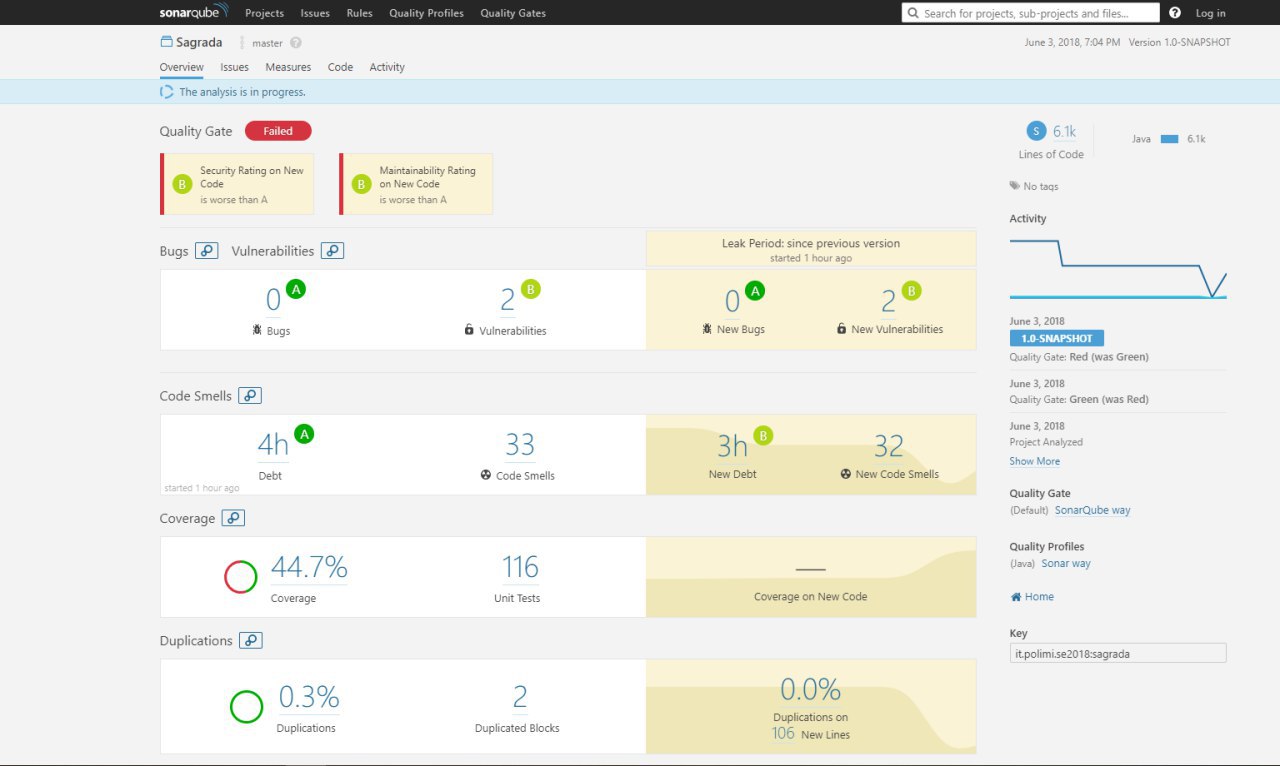 sonarqube Projects Issues Rules Quality Profiles Quality Gates Search for projects, sub-projects and files... Log in
Sagrada master June 3, 2018, 7:04 PM Version 1.0-SNAPSHOT
Overview Issues Measures Code Activity
The analysis is in progress.
Quality Gate Failed
B Security Rating on New
Code
is worse than A
B Maintainability Rating
on New Code
is worse than A
Bugs Vulnerabilities
Leak Period: since previous version
started 1 hour ago
0 A
Bugs
2 B
Vulnerabilities
0 A
New Bugs
2 B
New Vulnerabilities
Code Smells
4h A
Debt
started 1 hour ago
33
Code Smells
3h B
New Debt
32
New Code Smells
Coverage
44.7%
Coverage
116
Unit Tests
Coverage on New Code
Duplications
0.3%
Duplications
2
Duplicated Blocks
0.0%
Duplications on
106 New Lines
S 6.1k
Lines of Code
Java 6.1k
No tags
Activity
June 3, 2018
1.0-SNAPSHOT
Quality Gate: Red (was Green)
June 3, 2018
Quality Gate: Green (was Red)
June 3, 2018
Project Analyzed
Show More
Quality Gate
(Default) SonarQube way
Quality Profiles
(Java) Sonar way
Home
Key
it.polimi.se2018:sagrada